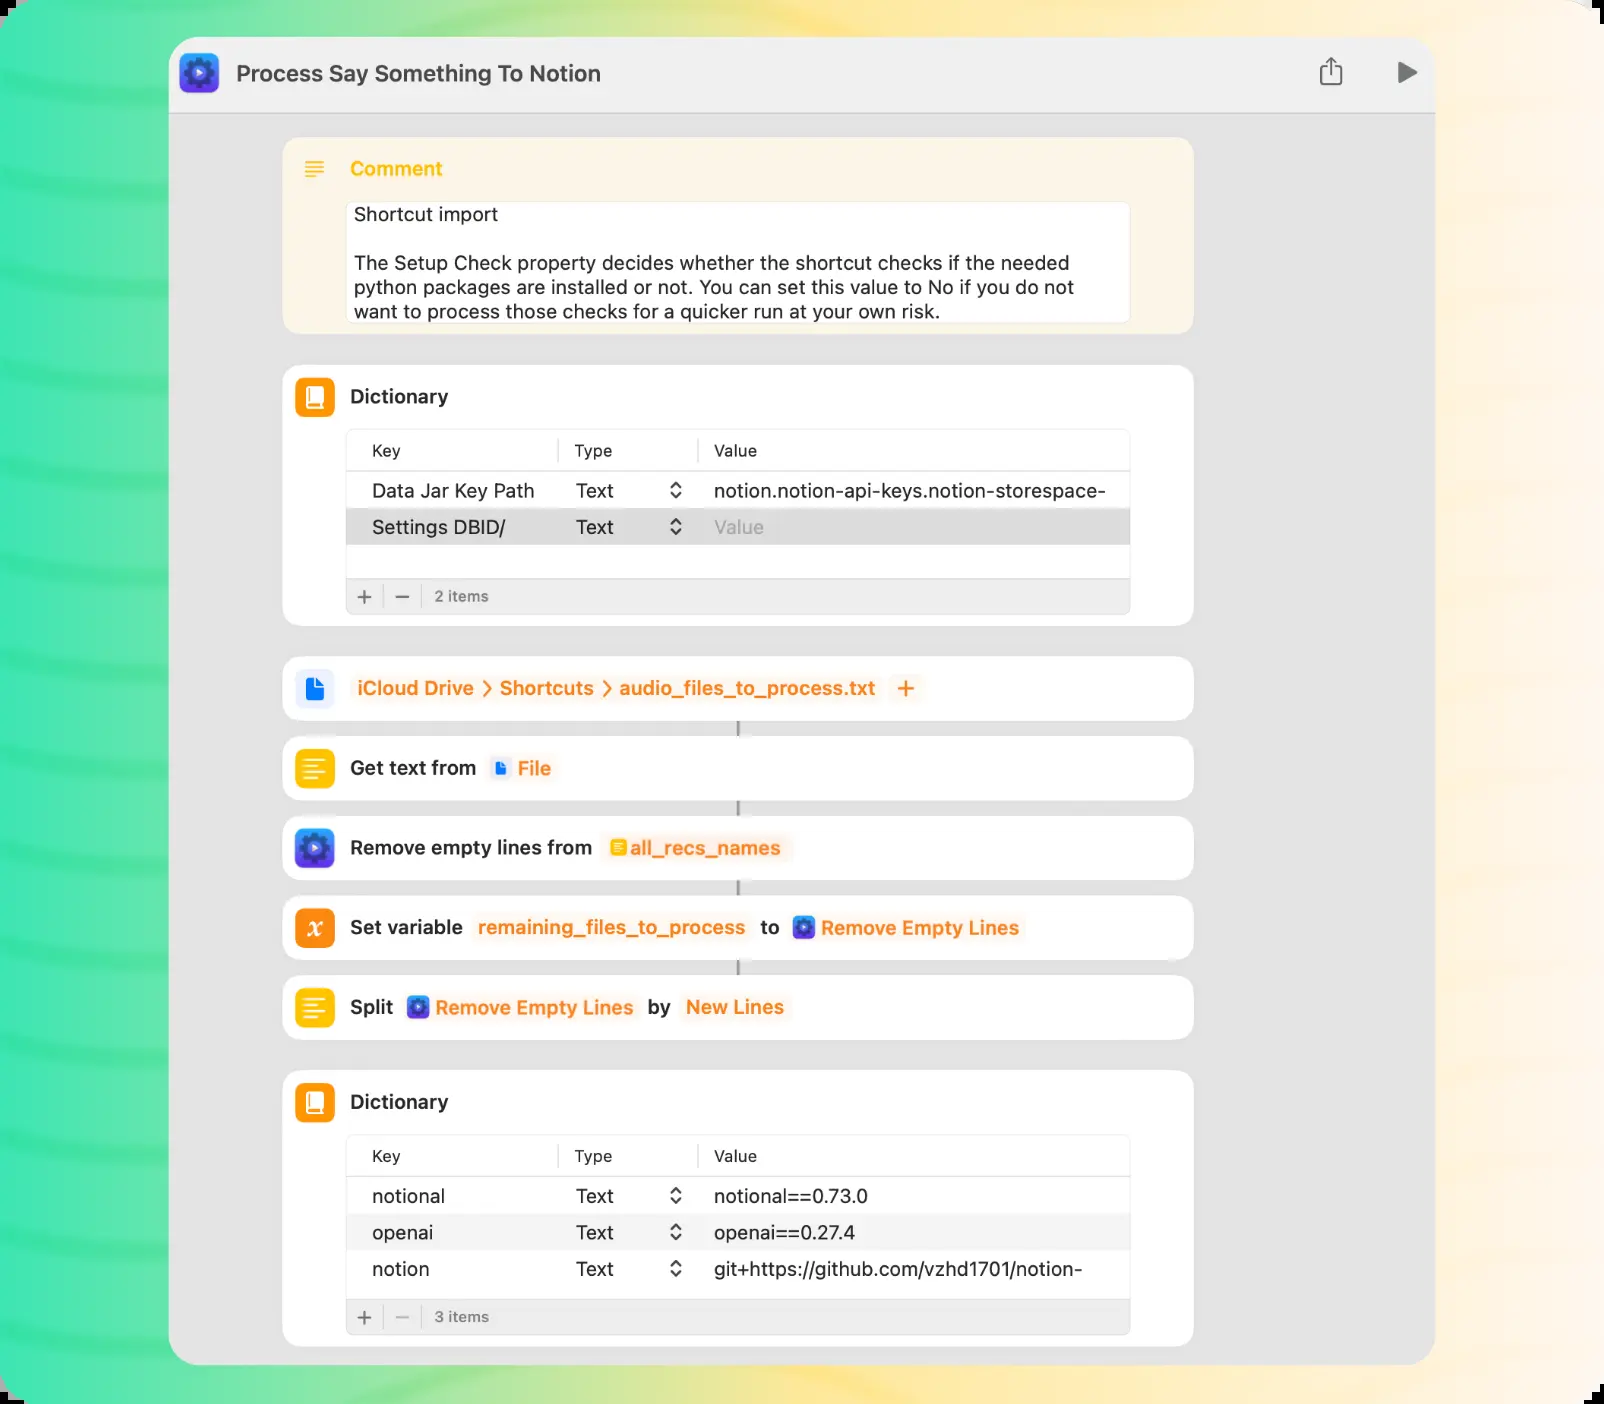 Process Say Something To Notion
Comment
Shortcut import
The Setup Check property decides whether the shortcut checks if the needed
python packages are installed or not. You can set this value to No if you do not
want to process those checks for a quicker run at your own risk.
Dictionary
Key Type Value
Data Jar Key Path Text notion.notion-api-keys.notion-storespace-
Settings DBID/ Text Value
2 items
iCloud Drive > Shortcuts > audio_files_to_process.txt +
Get text from File
Remove empty lines from all_recs_names
Set variable remaining_files_to_process to Remove Empty Lines
Split Remove Empty Lines by New Lines
Dictionary
Key Type Value
notional Text notional==0.73.0
openai Text openai==0.27.4
notion Text git+https://github.com/vzhd1701/notion-
3 items